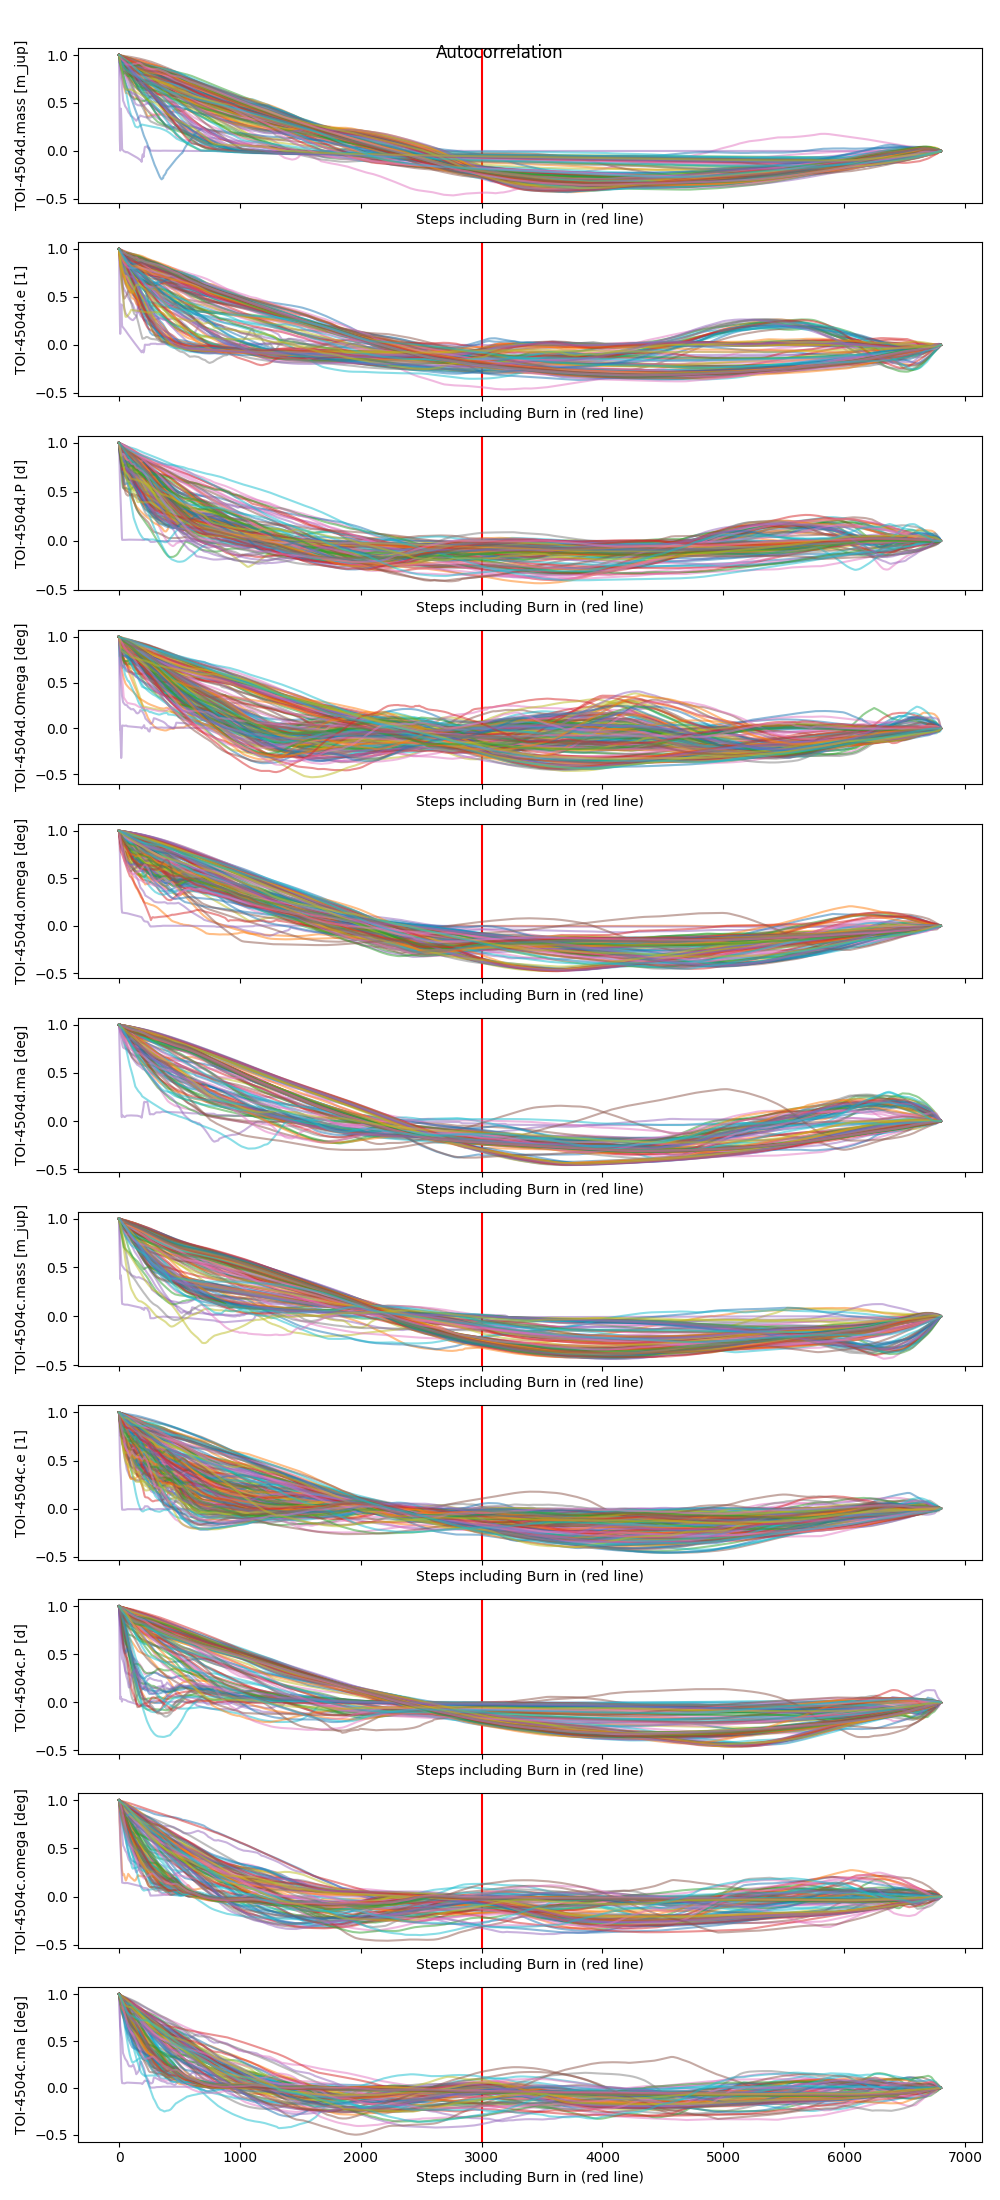 Autocorrelation
TOI-4504d.mass [m_jup]
1.0
0.5
0.0
−0.5
Steps including Burn in (red line)
TOI-4504d.e [1]
1.0
0.5
0.0
−0.5
Steps including Burn in (red line)
TOI-4504d.P [d]
1.0
0.5
0.0
−0.5
Steps including Burn in (red line)
TOI-4504d.Omega [deg]
1.0
0.5
0.0
−0.5
Steps including Burn in (red line)
TOI-4504d.omega [deg]
1.0
0.5
0.0
−0.5
Steps including Burn in (red line)
TOI-4504d.ma [deg]
1.0
0.5
0.0
−0.5
Steps including Burn in (red line)
TOI-4504c.mass [m_jup]
1.0
0.5
0.0
−0.5
Steps including Burn in (red line)
TOI-4504c.e [1]
1.0
0.5
0.0
−0.5
Steps including Burn in (red line)
TOI-4504c.P [d]
1.0
0.5
0.0
−0.5
Steps including Burn in (red line)
TOI-4504c.omega [deg]
1.0
0.5
0.0
−0.5
Steps including Burn in (red line)
TOI-4504c.ma [deg]
1.0
0.5
0.0
−0.5
0 1000 2000 3000 4000 5000 6000 7000
Steps including Burn in (red line)